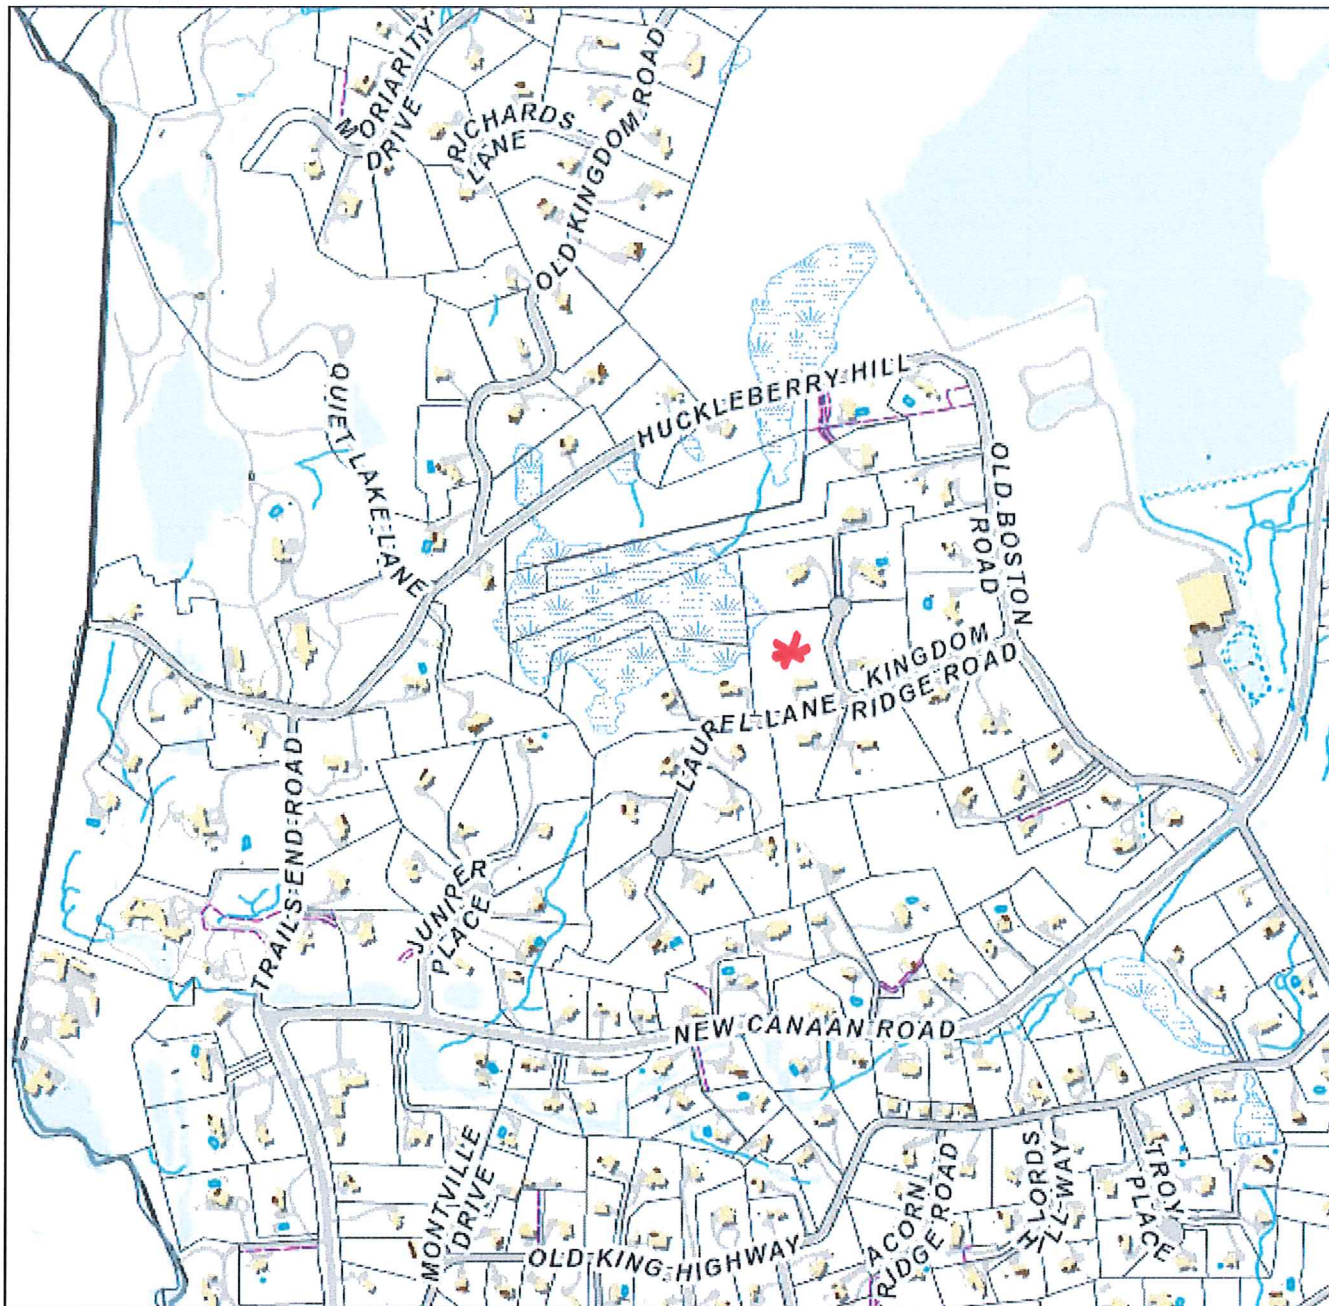 MORIARITY
DRIVE
RICHARDS
LANE
OLD KINGDOM ROAD
HUCKLEBERRY HILL
QUIET LAKE LANE
OLD BOSTON
ROAD
KINGDOM
RIDGE ROAD
LAUREL LANE
TRAIL'S END ROAD
JUNIPER
PLACE
NEW CANAAN ROAD
MONTVILLE
DRIVE
OLD KING HIGHWAY
ACORN
RIDGE ROAD
LORDS
HILL WAY
TROY
PLACE